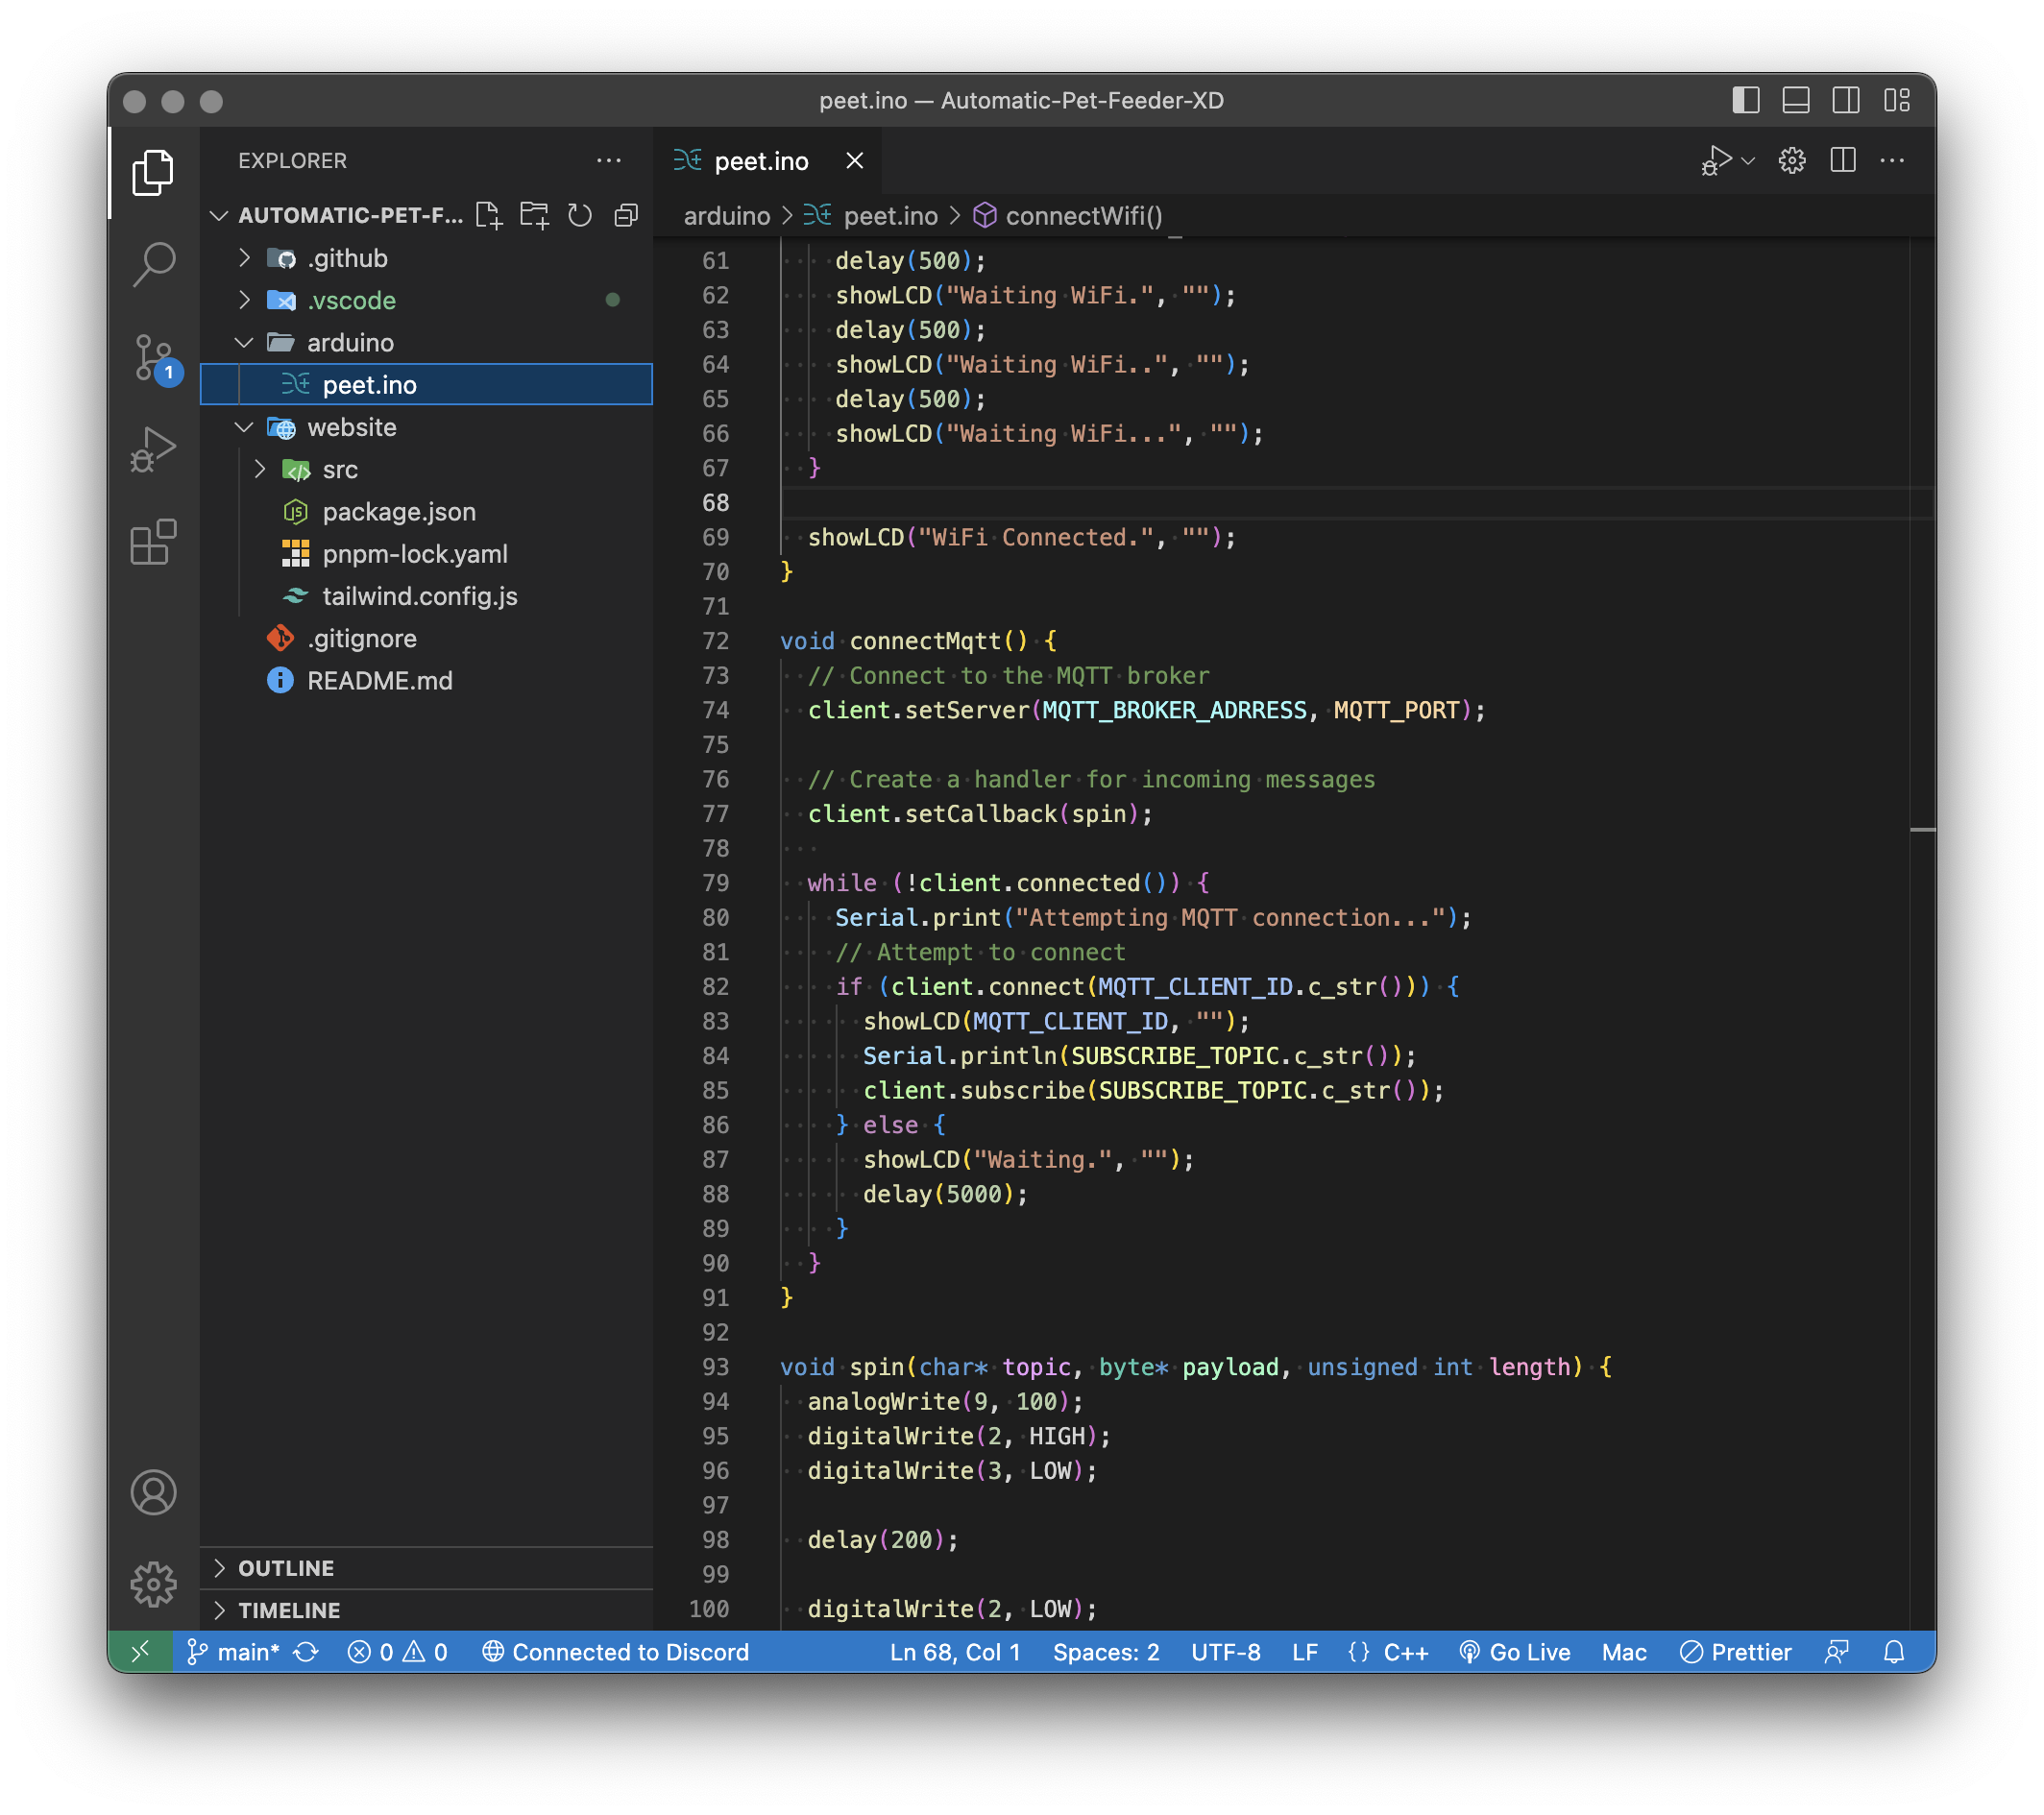 peet.ino — Automatic-Pet-Feeder-XD
EXPLORER
AUTOMATIC-PET-F...
.github
.vscode
arduino
peet.ino
website
src
package.json
pnpm-lock.yaml
tailwind.config.js
.gitignore
README.md
OUTLINE
TIMELINE
1
peet.ino
arduino > peet.ino > connectWifi()
61 delay(500);
62 showLCD("Waiting WiFi.", "");
63 delay(500);
64 showLCD("Waiting WiFi..", "");
65 delay(500);
66 showLCD("Waiting WiFi...", "");
67 }
68
69 showLCD("WiFi Connected.", "");
70 }
71
72 void connectMqtt() {
73 // Connect to the MQTT broker
74 client.setServer(MQTT_BROKER_ADRRESS, MQTT_PORT);
75
76 // Create a handler for incoming messages
77 client.setCallback(spin);
78
79 while (!client.connected()) {
80 Serial.print("Attempting MQTT connection...");
81 // Attempt to connect
82 if (client.connect(MQTT_CLIENT_ID.c_str())) {
83 showLCD(MQTT_CLIENT_ID, "");
84 Serial.println(SUBSCRIBE_TOPIC.c_str());
85 client.subscribe(SUBSCRIBE_TOPIC.c_str());
86 } else {
87 showLCD("Waiting.", "");
88 delay(5000);
89 }
90 }
91 }
92
93 void spin(char* topic, byte* payload, unsigned int length) {
94 analogWrite(9, 100);
95 digitalWrite(2, HIGH);
96 digitalWrite(3, LOW);
97
98 delay(200);
99
100 digitalWrite(2, LOW);
main* 0 0 Connected to Discord Ln 68, Col 1 Spaces: 2 UTF-8 LF {} C++ Go Live Mac Prettier